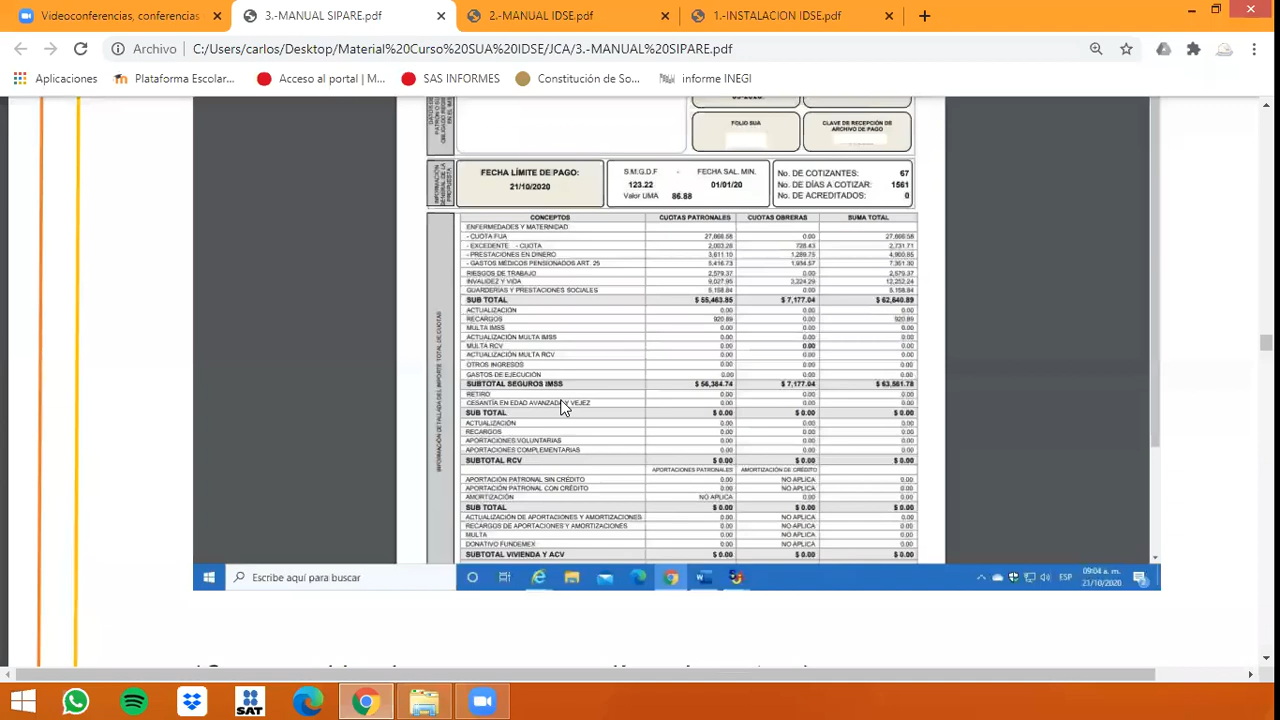 Videoconferencias, conferencias
3.-MANUAL SIPARE.pdf
2.-MANUAL IDSE.pdf
1.-INSTALACION IDSE.pdf
Archivo
C:/Users/carlos/Desktop/Material%20Curso%20SUA%20IDSE/JCA/3.-MANUAL%20SIPARE.pdf
Aplicaciones
Plataforma Escolar...
Acceso al portal | M...
SAS INFORMES
Constitución de So...
informe INEGI
FOLIO SUA
CLAVE DE RECEPCIÓN DE
ARCHIVO DE PAGO
INFORMACIÓN GENERAL DE LA PROPUESTA
FECHA LÍMITE DE PAGO:
21/10/2020
S.M.G.D.F - FECHA SAL. MIN.
123.22 01/01/20
Valor UMA 86.88
No. DE COTIZANTES: 67
No. DE DÍAS A COTIZAR: 1561
No. DE ACREDITADOS: 0
INFORMACIÓN DETALLADA DEL IMPORTE TOTAL DE CUOTAS
CONCEPTOS CUOTAS PATRONALES CUOTAS OBRERAS SUMA TOTAL
ENFERMEDADES Y MATERNIDAD
- CUOTA FIJA 27,666.58 0.00 27,666.58
- EXCEDENTE - CUOTA 2,003.28 728.43 2,731.71
- PRESTACIONES EN DINERO 3,611.10 1,289.75 4,900.85
- GASTOS MÉDICOS PENSIONADOS ART. 25 5,416.73 1,934.57 7,351.30
RIESGOS DE TRABAJO 2,579.37 0.00 2,579.37
INVALIDEZ Y VIDA 9,027.95 3,224.29 12,252.24
GUARDERÍAS Y PRESTACIONES SOCIALES 5,158.84 0.00 5,158.84
SUB TOTAL $ 55,463.85 $ 7,177.04 $ 62,640.89
ACTUALIZACIÓN 0.00 0.00 0.00
RECARGOS 920.89 0.00 920.89
MULTA IMSS 0.00 0.00 0.00
ACTUALIZACIÓN MULTA IMSS 0.00 0.00 0.00
MULTA RCV 0.00 0.00 0.00
ACTUALIZACIÓN MULTA RCV 0.00 0.00 0.00
OTROS INGRESOS 0.00 0.00 0.00
GASTOS DE EJECUCIÓN 0.00 0.00 0.00
SUBTOTAL SEGUROS IMSS $ 56,384.74 $ 7,177.04 $ 63,561.78
RETIRO 0.00 0.00 0.00
CESANTÍA EN EDAD AVANZADA Y VEJEZ 0.00 0.00 0.00
SUB TOTAL $ 0.00 $ 0.00 $ 0.00
ACTUALIZACIÓN 0.00 0.00 0.00
RECARGOS 0.00 0.00 0.00
APORTACIONES VOLUNTARIAS 0.00 0.00 0.00
APORTACIONES COMPLEMENTARIAS 0.00 0.00 0.00
SUBTOTAL RCV $ 0.00 $ 0.00 $ 0.00
APORTACIONES PATRONALES AMORTIZACIÓN DE CRÉDITO
APORTACIÓN PATRONAL SIN CRÉDITO 0.00 NO APLICA 0.00
APORTACIÓN PATRONAL CON CRÉDITO 0.00 NO APLICA 0.00
AMORTIZACIÓN NO APLICA 0.00 0.00
SUB TOTAL $ 0.00 $ 0.00 $ 0.00
ACTUALIZACIÓN DE APORTACIONES Y AMORTIZACIONES 0.00 NO APLICA 0.00
RECARGOS DE APORTACIONES Y AMORTIZACIONES 0.00 NO APLICA 0.00
MULTA 0.00 NO APLICA 0.00
DONATIVO FUNDEMEX 0.00 NO APLICA 0.00
SUBTOTAL VIVIENDA Y ACV $ 0.00 $ 0.00 $ 0.00
Escribe aquí para buscar
ESP
09:04 a. m.
23/10/2020
SAT